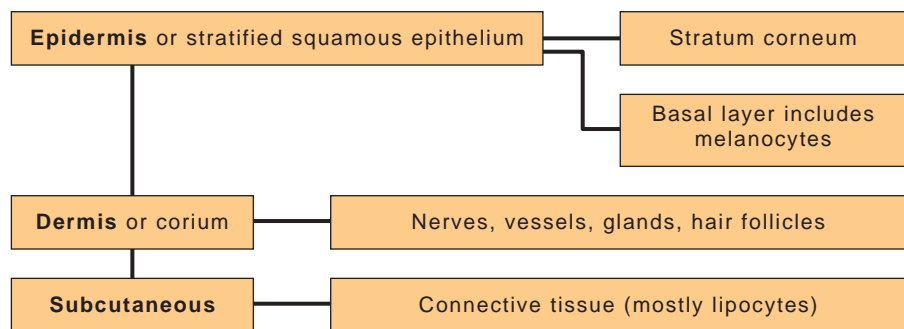 Epidermis or stratified squamous epithelium
Stratum corneum
Basal layer includes
melanocytes
Dermis or corium
Nerves, vessels, glands, hair follicles
Subcutaneous
Connective tissue (mostly lipocytes)